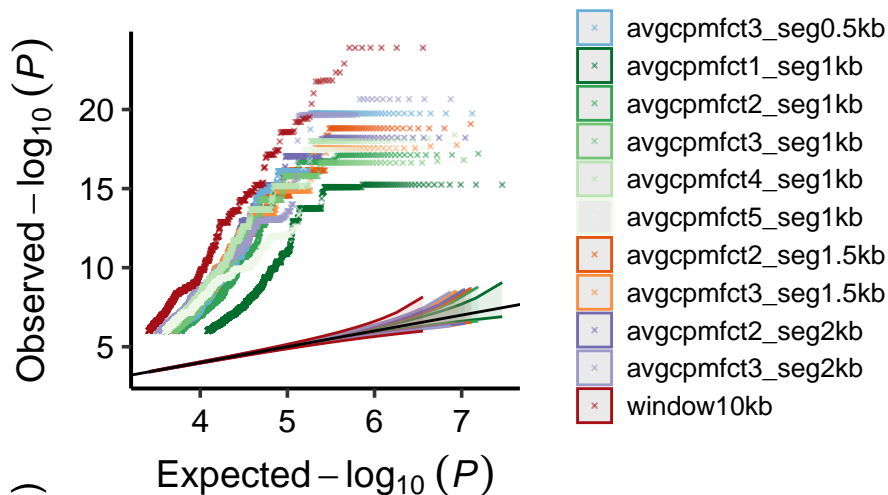 Observed − log10 (P)
20
15
10
5
4 5 6 7
Expected − log10 (P)
avgcpmfct3_seg0.5kb
avgcpmfct1_seg1kb
avgcpmfct2_seg1kb
avgcpmfct3_seg1kb
avgcpmfct4_seg1kb
avgcpmfct5_seg1kb
avgcpmfct2_seg1.5kb
avgcpmfct3_seg1.5kb
avgcpmfct2_seg2kb
avgcpmfct3_seg2kb
window10kb
)